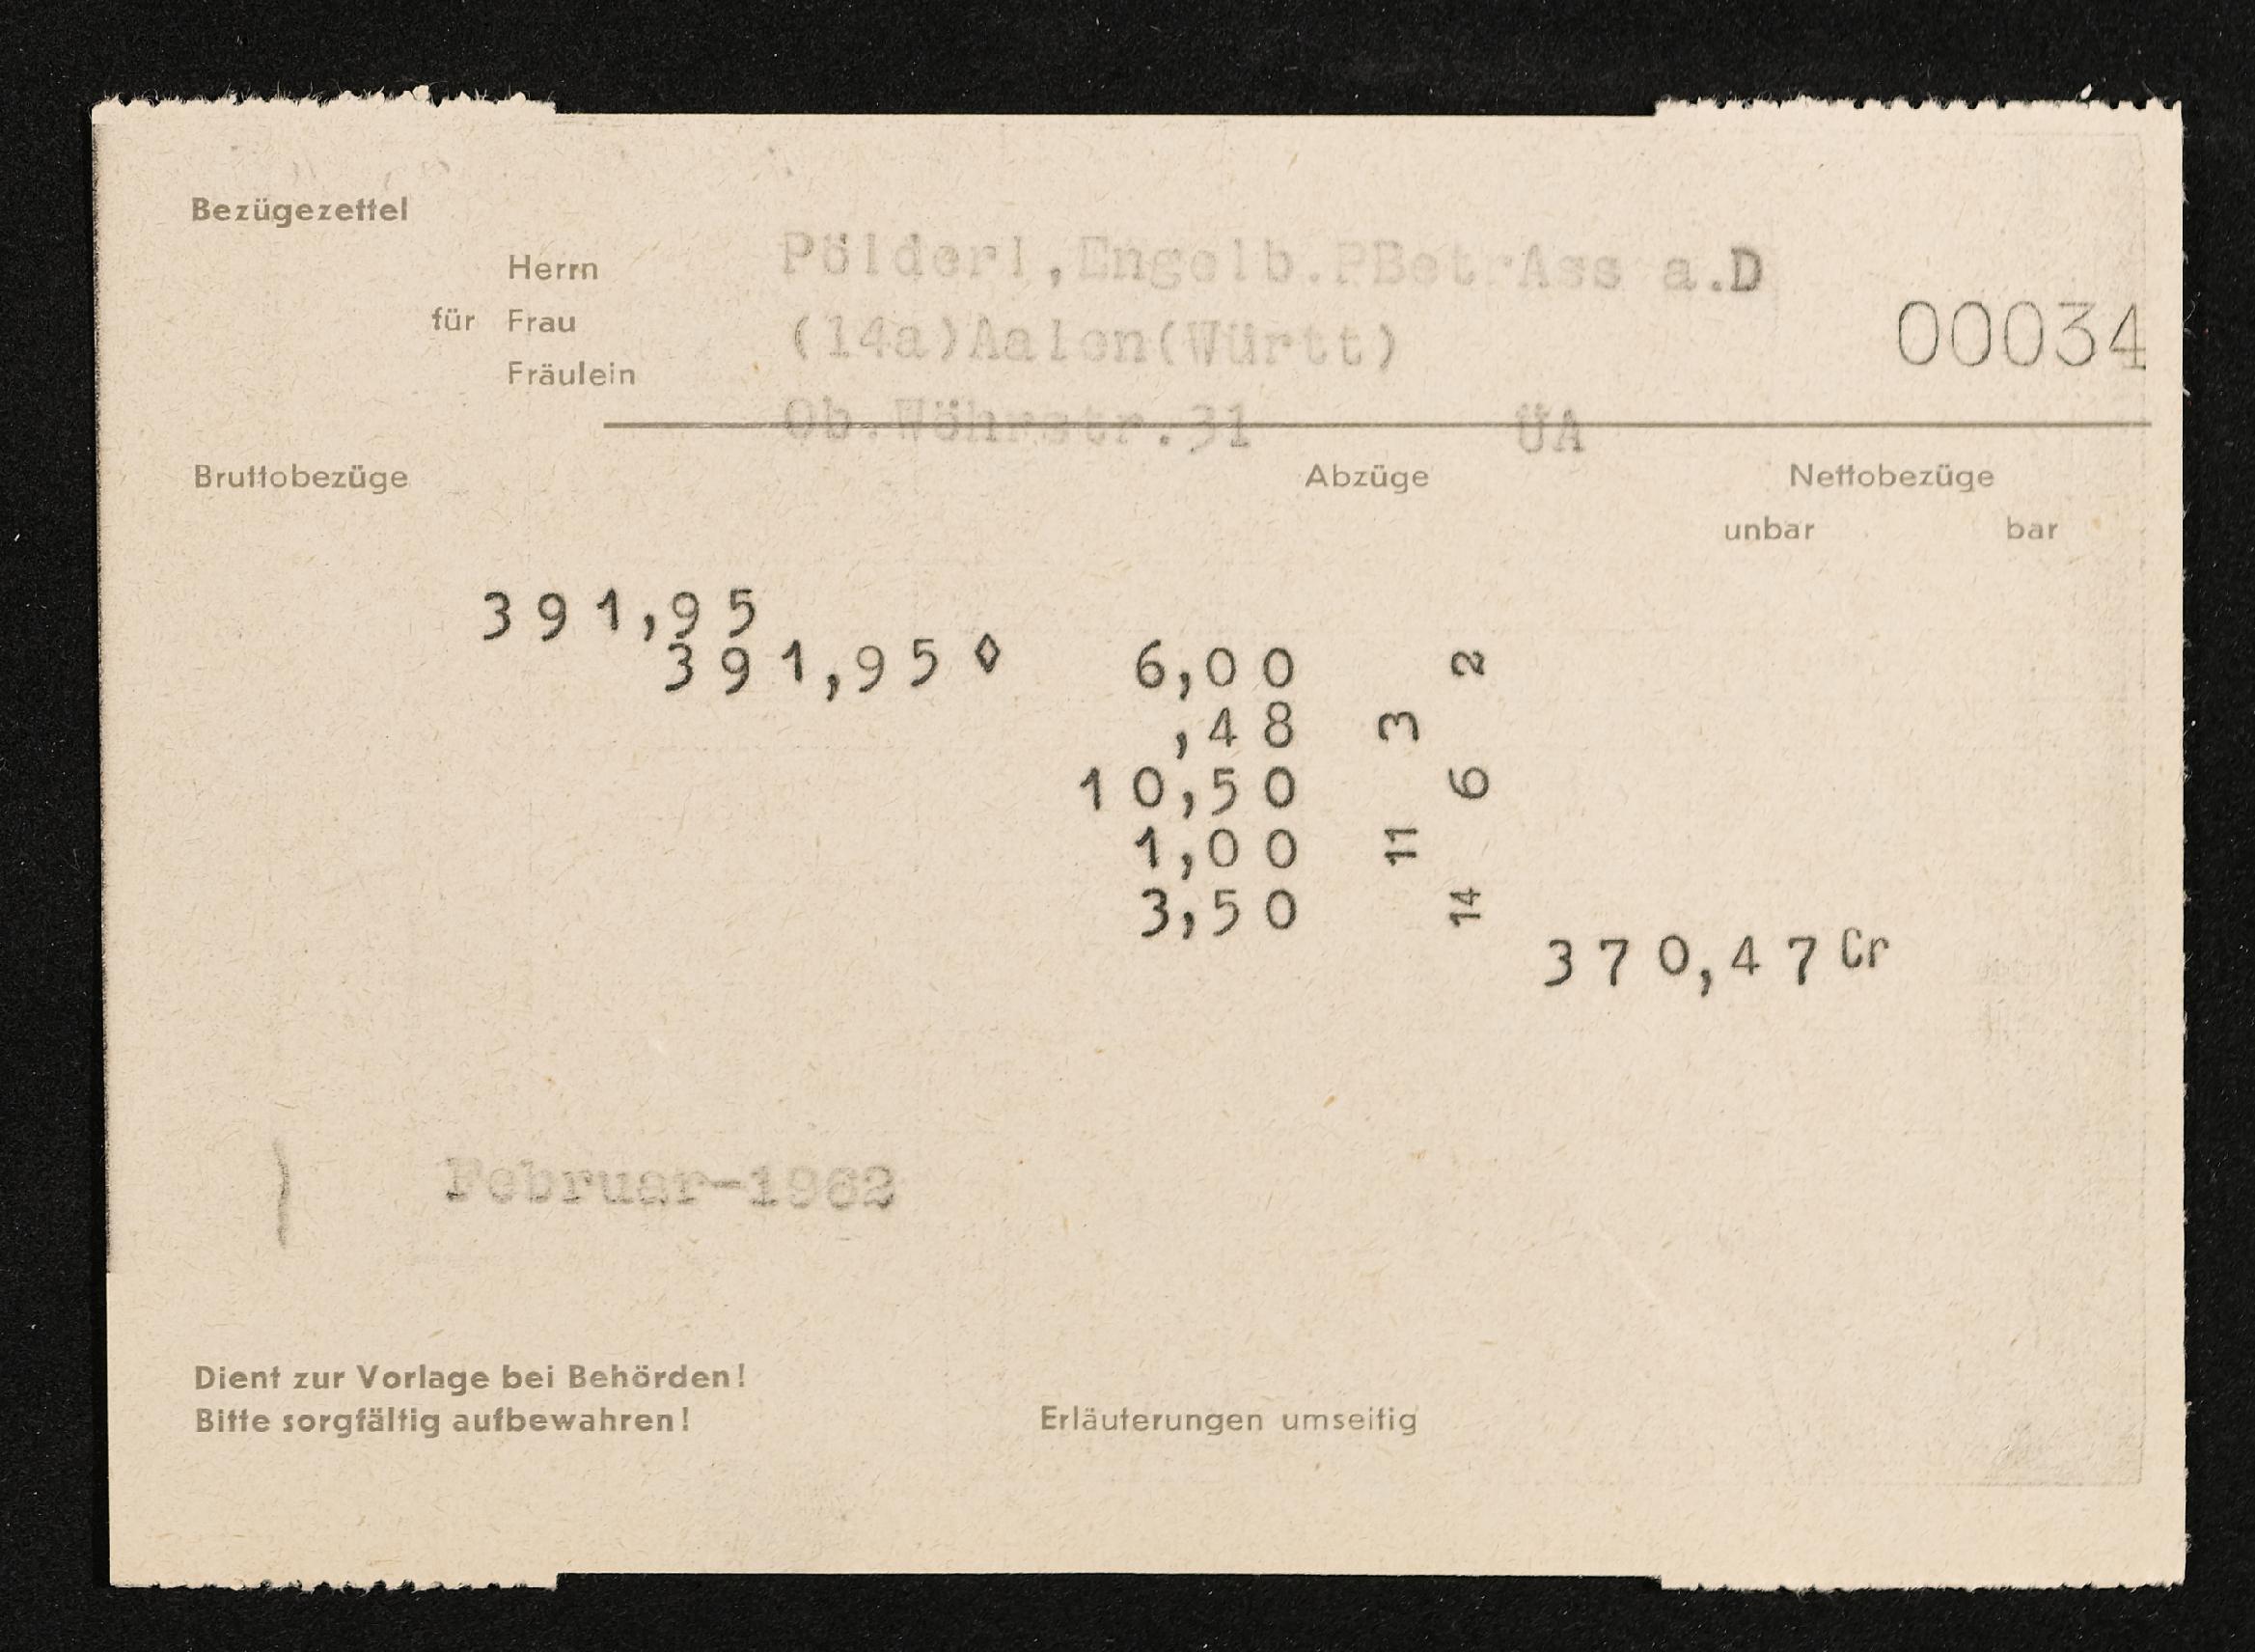 Bezügezettel
Herrn
für Frau
Fräulein
Pölderl,Engelb.PBetrAss a.D
(14a)Aalen(Württ)
Ob.Wöhrstr.31 ÜA
00034
Bruttobezüge Abzüge Nettobezüge
unbar bar
391,95
391,95◊ 6,00 2
,48 3
10,50 6
1,00 11
3,50 14
370,47Cr
Februar-1962
Dient zur Vorlage bei Behörden!
Bitte sorgfältig aufbewahren! Erläuterungen umseitig